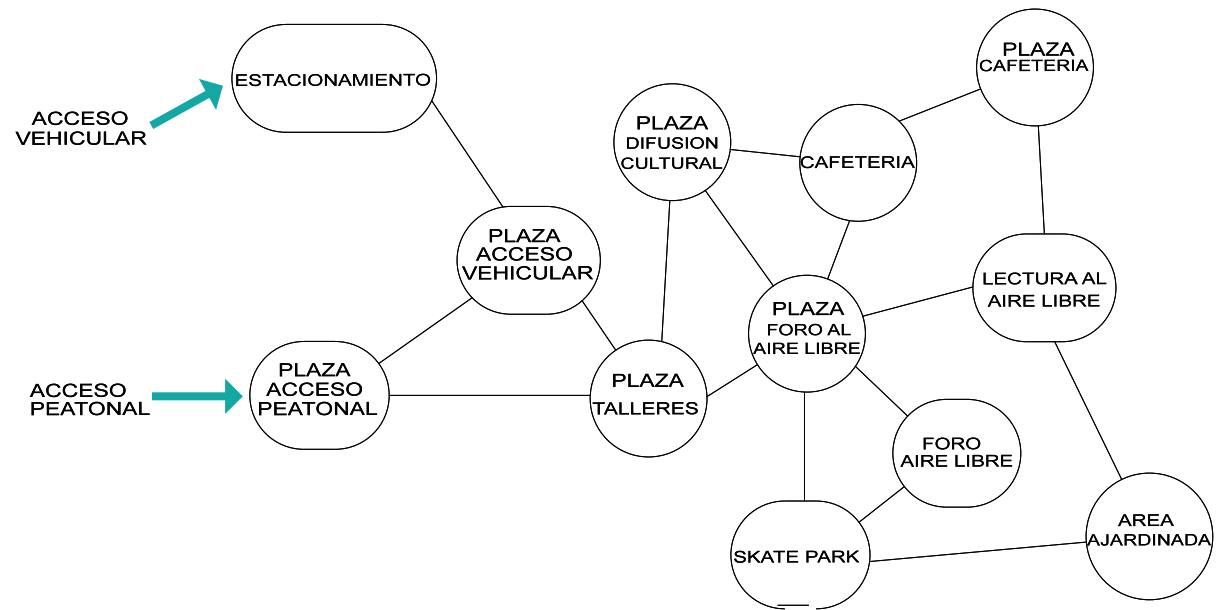 ACCESO
VEHICULAR
ESTACIONAMIENTO
PLAZA
CAFETERIA
PLAZA
DIFUSION
CULTURAL
CAFETERIA
PLAZA
ACCESO
VEHICULAR
LECTURA AL
AIRE LIBRE
PLAZA
FORO AL
AIRE LIBRE
ACCESO
PEATONAL
PLAZA
ACCESO
PEATONAL
PLAZA
TALLERES
FORO
AIRE LIBRE
SKATE PARK
AREA
AJARDINADA